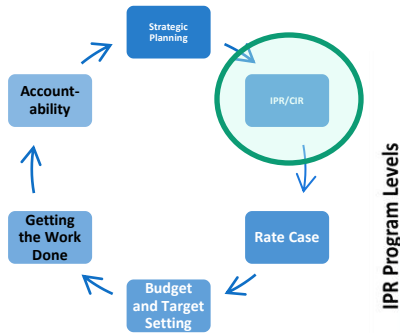 Strategic
Planning
IPR/CIR
Rate Case
Budget
and Target
Setting
Getting
the Work
Done
Account-
ability
IPR Program Levels